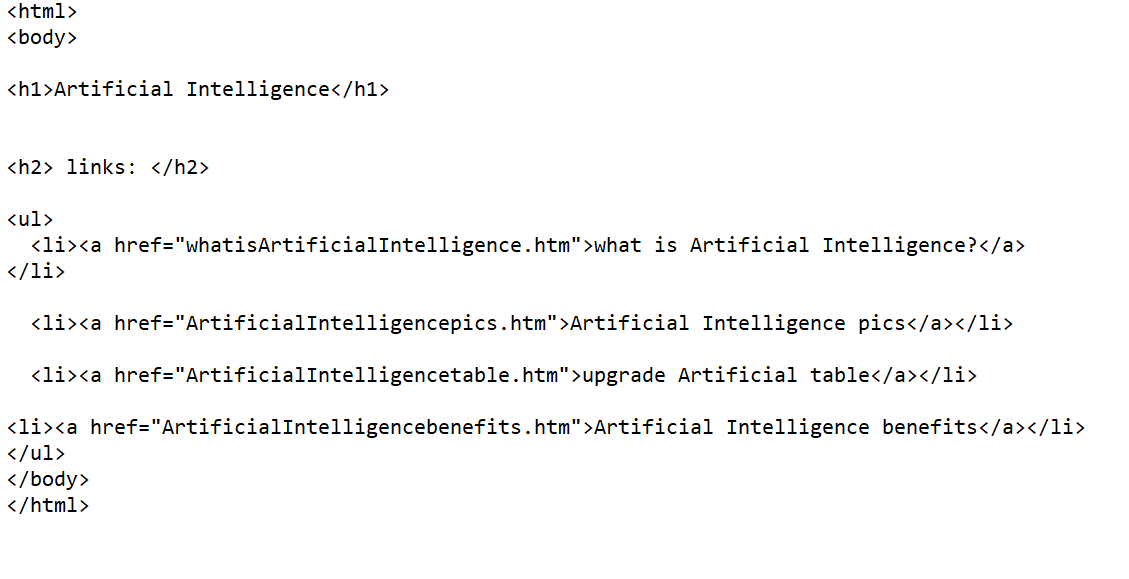 <html>
<body>
<h1>Artificial Intelligence</h1>
<h2> links: </h2>
<ul>
<li><a href="whatisArtificialIntelligence.htm">what is Artificial Intelligence?</a>
</li>
<li><a href="ArtificialIntelligencepics.htm">Artificial Intelligence pics</a></li>
<li><a href="ArtificialIntelligencetable.htm">upgrade Artificial table</a></li>
<li><a href="ArtificialIntelligencebenefits.htm">Artificial Intelligence benefits</a></li>
</ul>
</body>
</html>